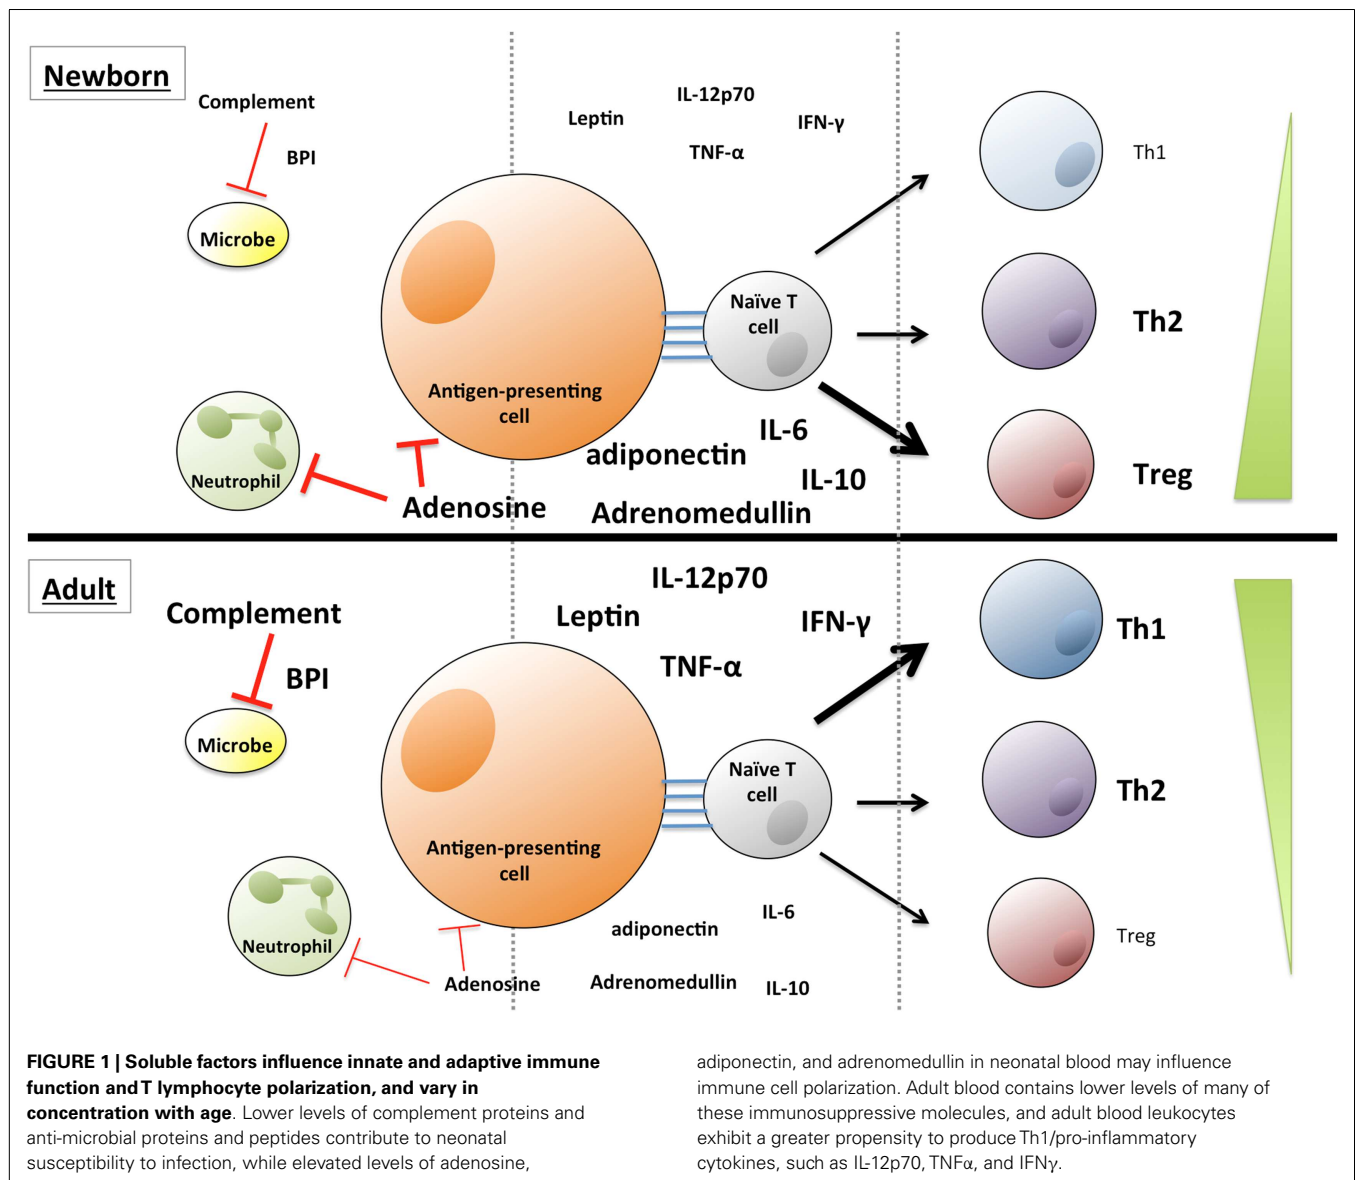 Newborn
Complement
BPI
Microbe
Leptin
IL-12p70
IFN-γ
TNF-α
Th1
Naïve T
cell
Th2
Antigen-presenting
cell
Neutrophil
IL-6
adiponectin
IL-10
Treg
Adenosine
Adrenomedullin
Adult
Complement
BPI
Microbe
IL-12p70
Leptin
IFN-γ
TNF-α
Th1
Naïve T
cell
Th2
Antigen-presenting
cell
Neutrophil
IL-6
adiponectin
Treg
Adenosine
Adrenomedullin
IL-10
FIGURE 1 | Soluble factors influence innate and adaptive immune
function and T lymphocyte polarization, and vary in
concentration with age. Lower levels of complement proteins and
anti-microbial proteins and peptides contribute to neonatal
susceptibility to infection, while elevated levels of adenosine,
adiponectin, and adrenomedullin in neonatal blood may influence
immune cell polarization. Adult blood contains lower levels of many of
these immunosuppressive molecules, and adult blood leukocytes
exhibit a greater propensity to produce Th1/pro-inflammatory
cytokines, such as IL-12p70, TNFα, and IFNγ.